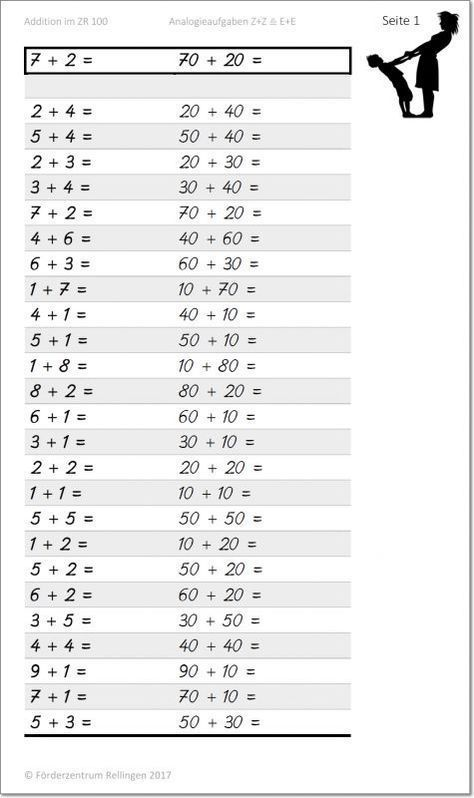 Addition im ZR 100 Analogieaufgaben Z+Z ≙ E+E Seite 1
7 + 2 = 70 + 20 =
2 + 4 = 20 + 40 =
5 + 4 = 50 + 40 =
2 + 3 = 20 + 30 =
3 + 4 = 30 + 40 =
7 + 2 = 70 + 20 =
4 + 6 = 40 + 60 =
6 + 3 = 60 + 30 =
1 + 7 = 10 + 70 =
4 + 1 = 40 + 10 =
5 + 1 = 50 + 10 =
1 + 8 = 10 + 80 =
8 + 2 = 80 + 20 =
6 + 1 = 60 + 10 =
3 + 1 = 30 + 10 =
2 + 2 = 20 + 20 =
1 + 1 = 10 + 10 =
5 + 5 = 50 + 50 =
1 + 2 = 10 + 20 =
5 + 2 = 50 + 20 =
6 + 2 = 60 + 20 =
3 + 5 = 30 + 50 =
4 + 4 = 40 + 40 =
9 + 1 = 90 + 10 =
7 + 1 = 70 + 10 =
5 + 3 = 50 + 30 =
© Förderzentrum Rellingen 2017